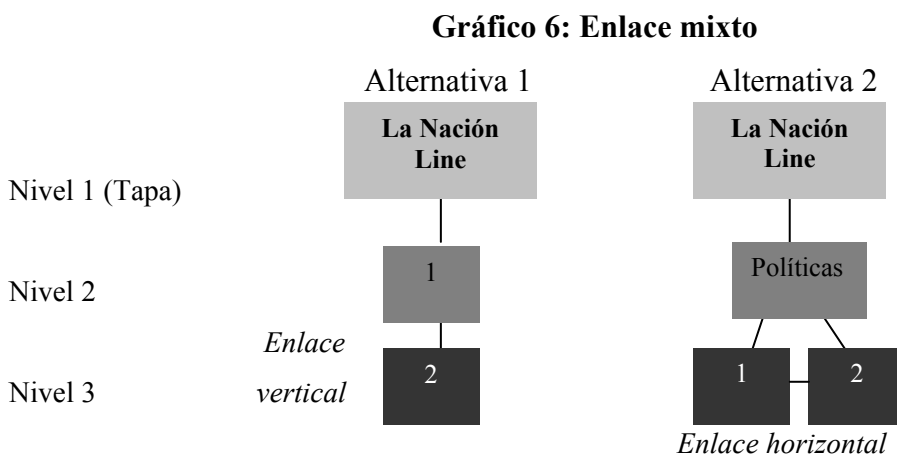 Gráfico 6: Enlace mixto
Alternativa 1
Alternativa 2
La Nación
Line
La Nación
Line
Nivel 1 (Tapa)
1
Políticas
Nivel 2
Enlace
vertical
2
1
2
Nivel 3
Enlace horizontal